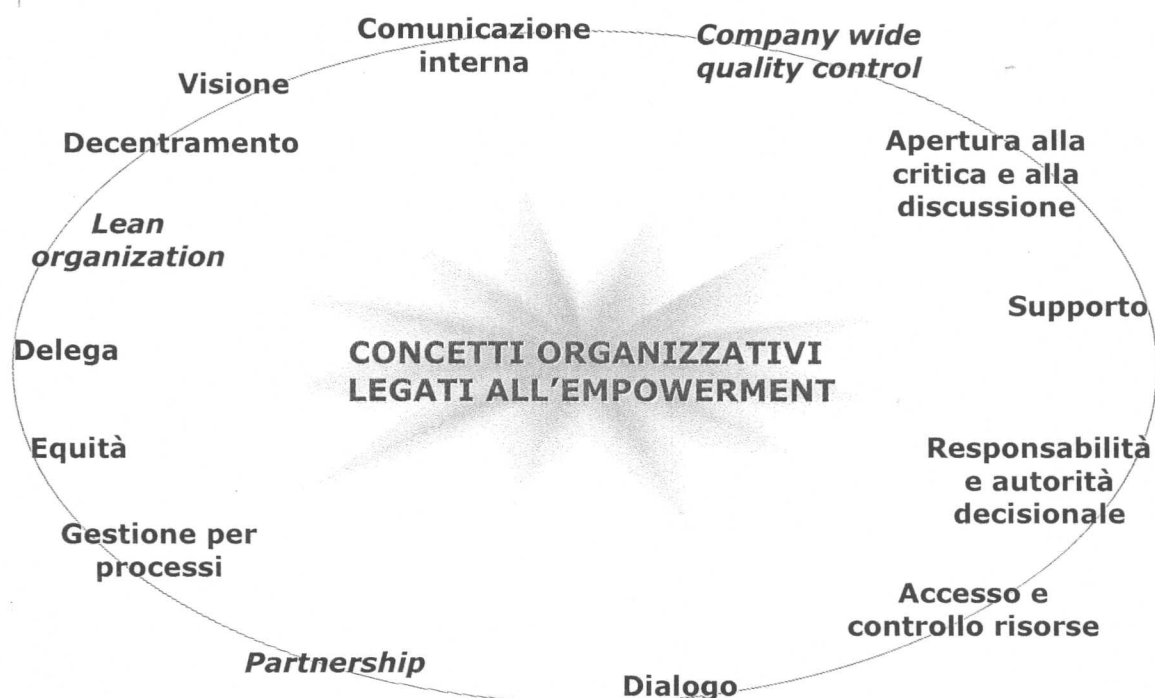 Comunicazione
interna
Company wide
quality control
Visione
Decentramento
Apertura alla
critica e alla
discussione
Lean
organization
Supporto
Delega
CONCETTI ORGANIZZATIVI
LEGATI ALL’EMPOWERMENT
Equità
Responsabilità
e autorità
decisionale
Gestione per
processi
Accesso e
controllo risorse
Partnership
Dialogo